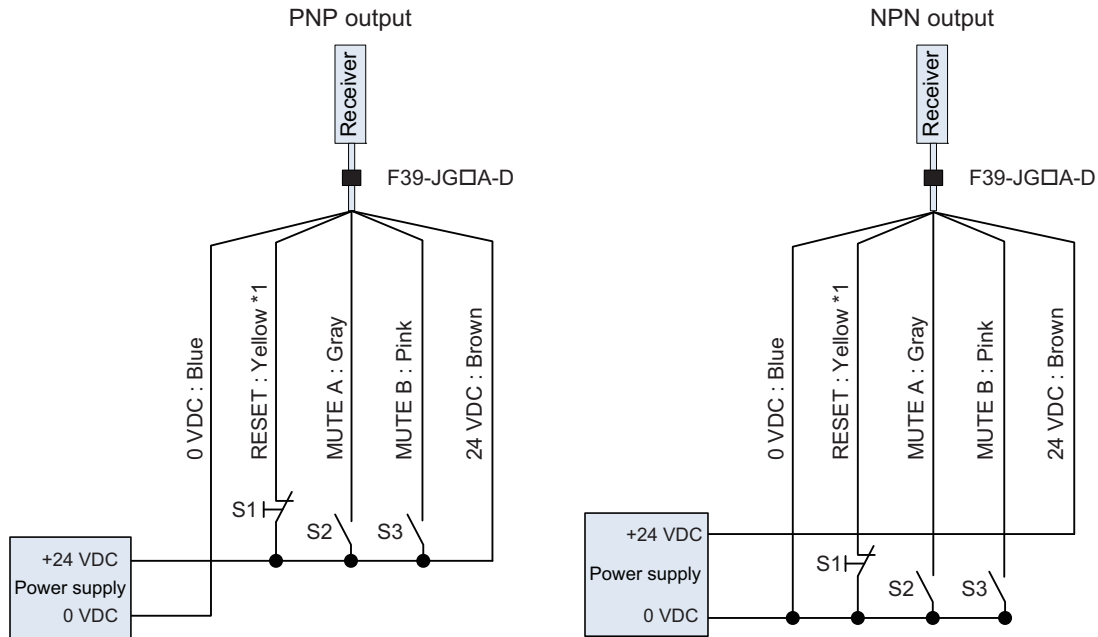 PNP output
Receiver
F39-JG□A-D
0 VDC : Blue
RESET : Yellow *1
MUTE A : Gray
MUTE B : Pink
24 VDC : Brown
S1
S2
S3
+24 VDC
Power supply
0 VDC
NPN output
Receiver
F39-JG□A-D
0 VDC : Blue
RESET : Yellow *1
MUTE A : Gray
MUTE B : Pink
24 VDC : Brown
S1
S2
S3
+24 VDC
Power supply
0 VDC